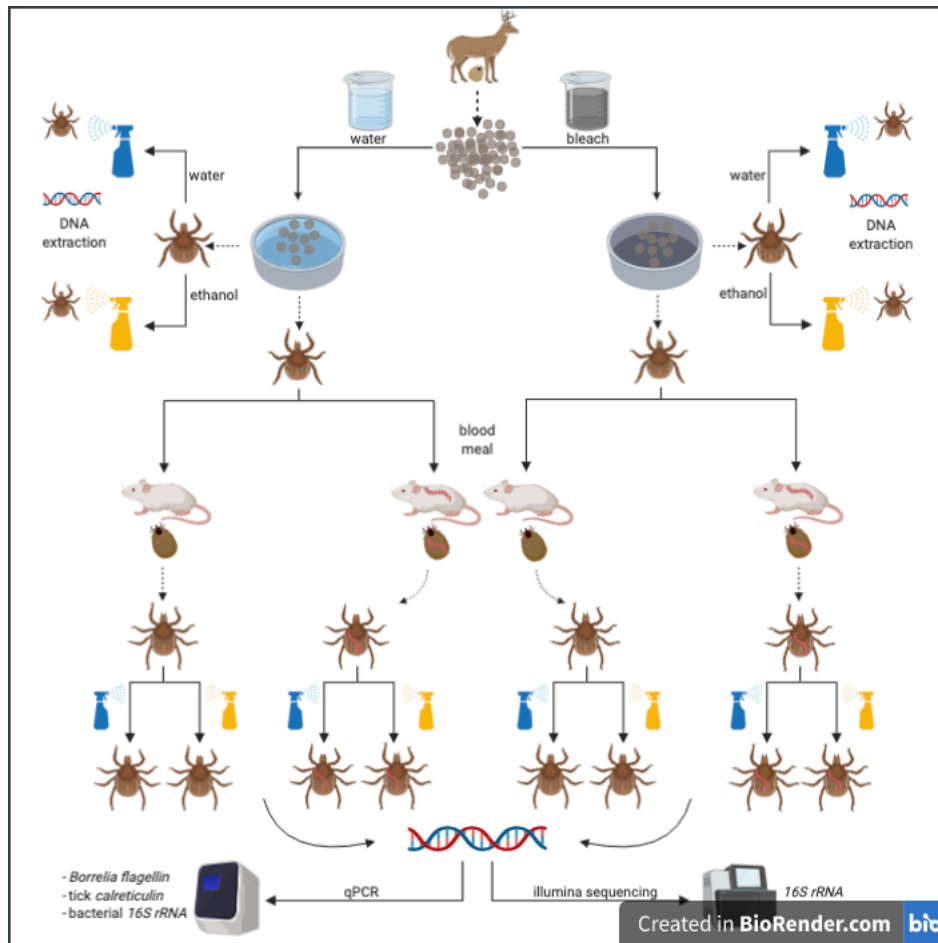 water
bleach
water
water
DNA
extraction
DNA
extraction
ethanol
ethanol
blood
meal
- Borrelia flagellin
- tick calreticulin
- bacterial 16S rRNA
qPCR
illumina sequencing
16S rRNA
Created in BioRender.com
bio